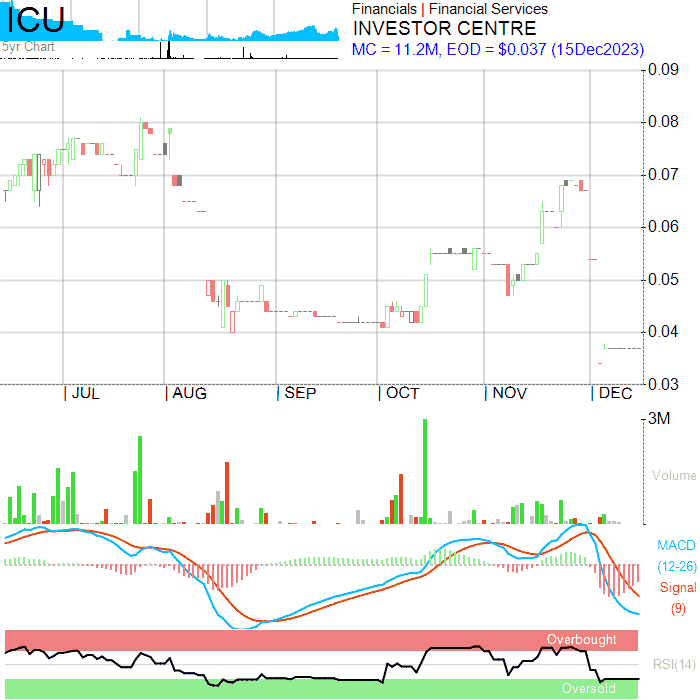 ICU
5yr Chart
Financials | Financial Services
INVESTOR CENTRE
MC = 11.2M, EOD = $0.037 (15Dec2023)
0.09
0.08
0.07
0.06
0.05
0.04
0.03
JUL AUG SEP OCT NOV DEC
3M
Volume
MACD
(12-26)
Signal
(9)
Overbought
RSI(14)
Oversold